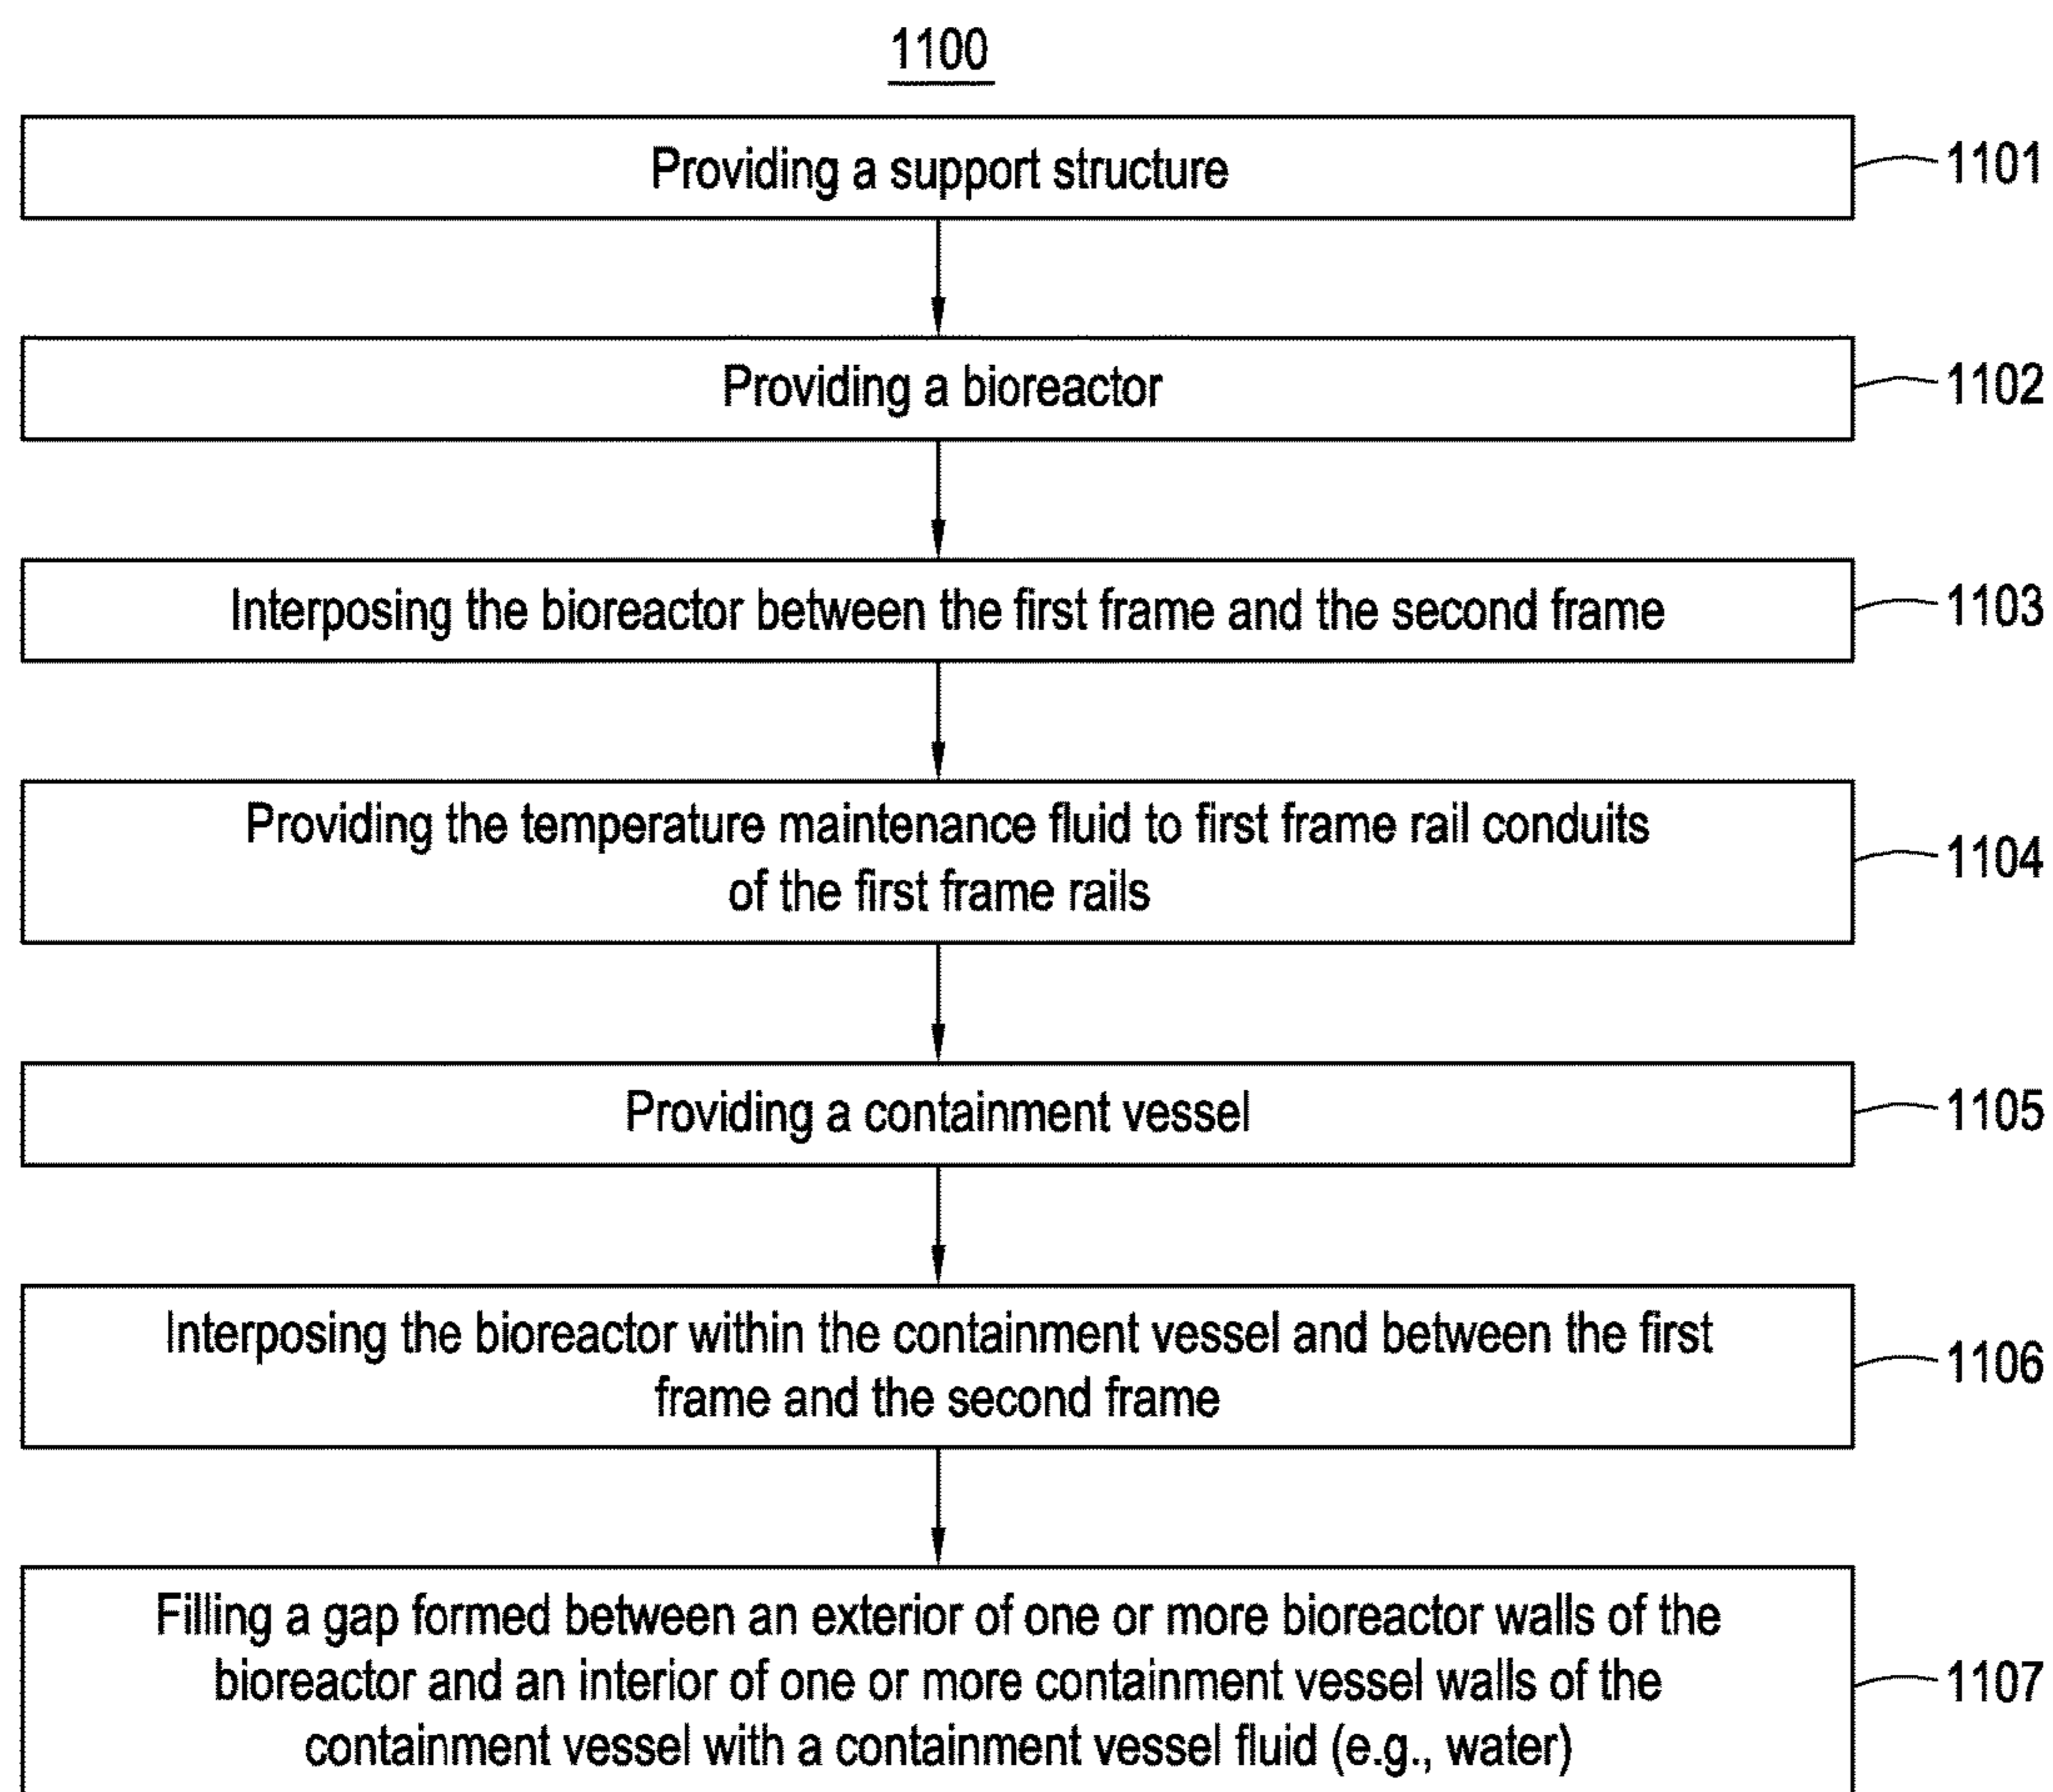 1100
Providing a support structure
1101
Providing a bioreactor
1102
Interposing the bioreactor between the first frame and the second frame
1103
Providing the temperature maintenance fluid to first frame rail conduits
of the first frame rails
1104
Providing a containment vessel
1105
Interposing the bioreactor within the containment vessel and between the first
frame and the second frame
1106
Filling a gap formed between an exterior of one or more bioreactor walls of the
bioreactor and an interior of one or more containment vessel walls of the
containment vessel with a containment vessel fluid (e.g., water)
1107